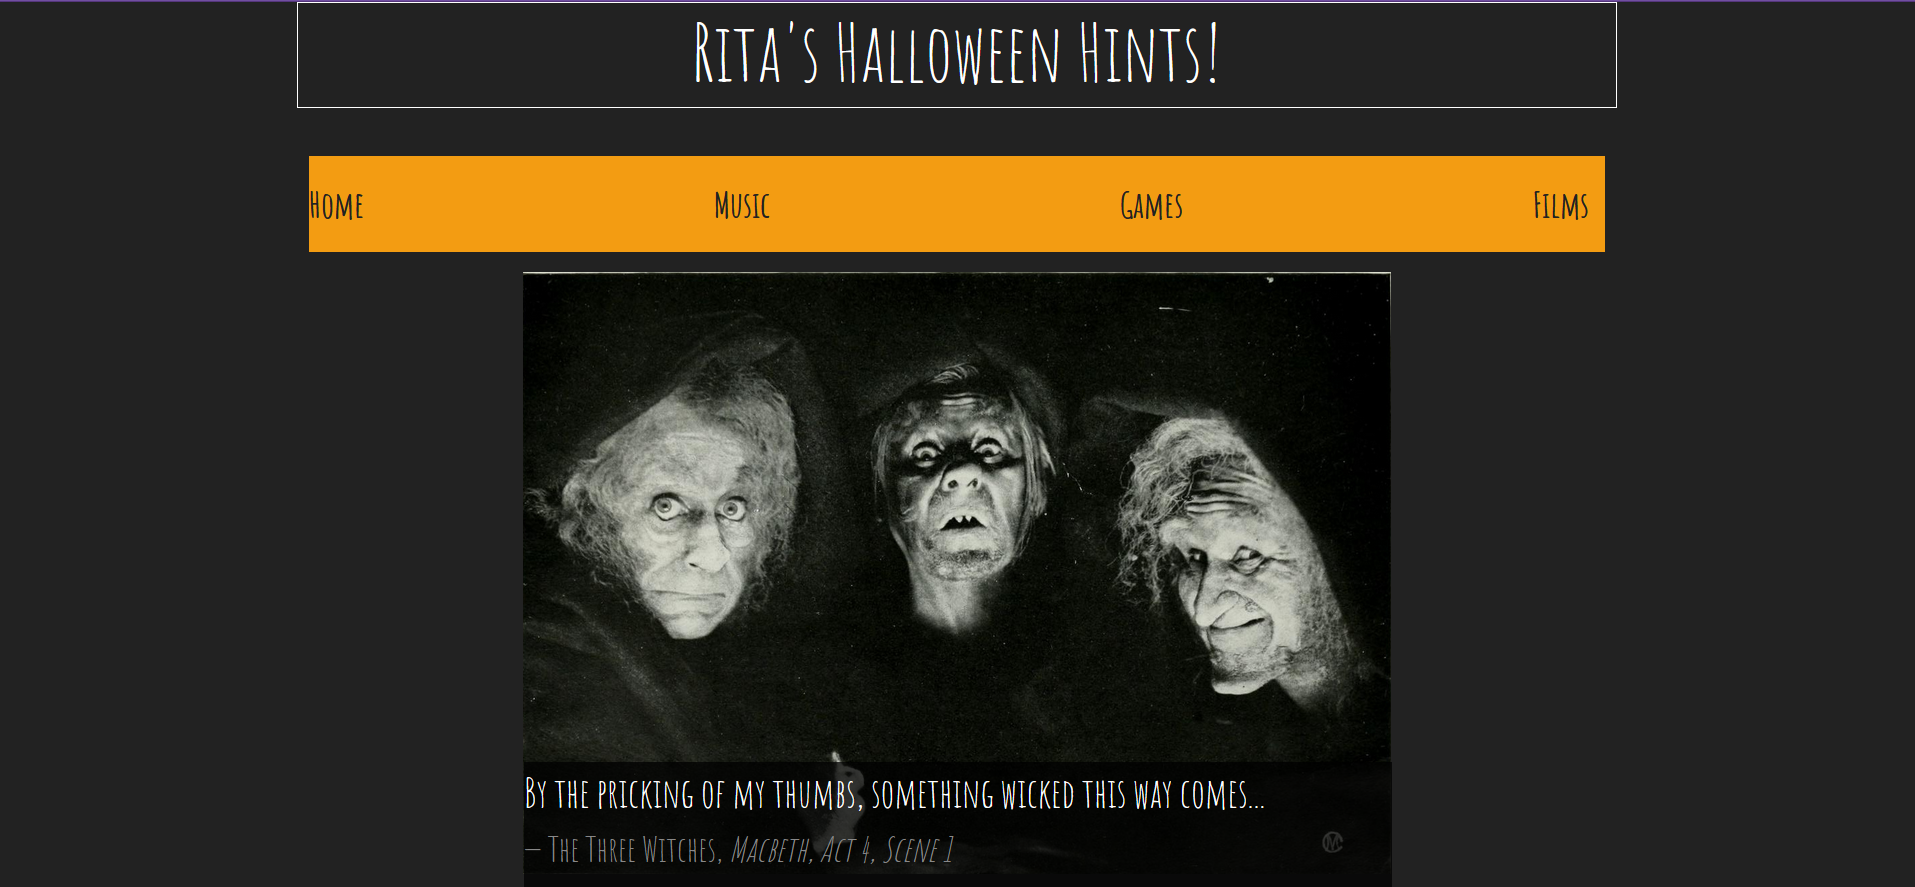 Rita's Halloween Hints!
Home Music Games Films
By the pricking of my thumbs, something wicked this way comes...
— The Three Witches, Macbeth, Act 4, Scene 1